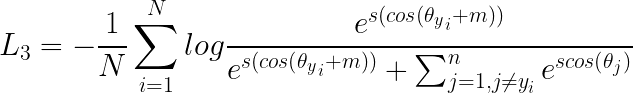 L_3 = -\frac{1}{N}\sum_{i=1}^{N} log\frac{e^{s(cos(\theta_{y_i}+m))}}{e^{s(cos(\theta_{y_i}+m))}+\sum_{j=1,j\neq y_i}^{n} e^{scos(\theta_j)}}